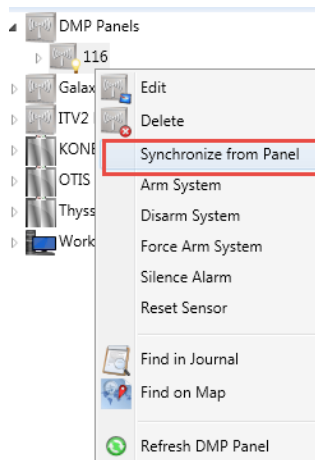 DMP Panels
116
Galax
ITV2
KONE
OTIS
Thyss
Work
Edit
Delete
Synchronize from Panel
Arm System
Disarm System
Force Arm System
Silence Alarm
Reset Sensor
Find in Journal
Find on Map
Refresh DMP Panel